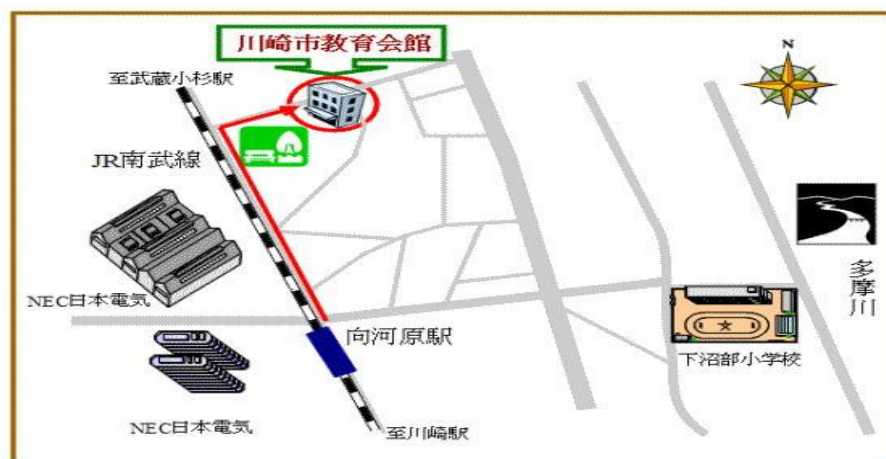 川崎市教育会館
N
至武蔵小杉駅
JR南武線
NEC日本電気
多摩川
向河原駅
下沼部小学校
NEC日本電気
至川崎駅